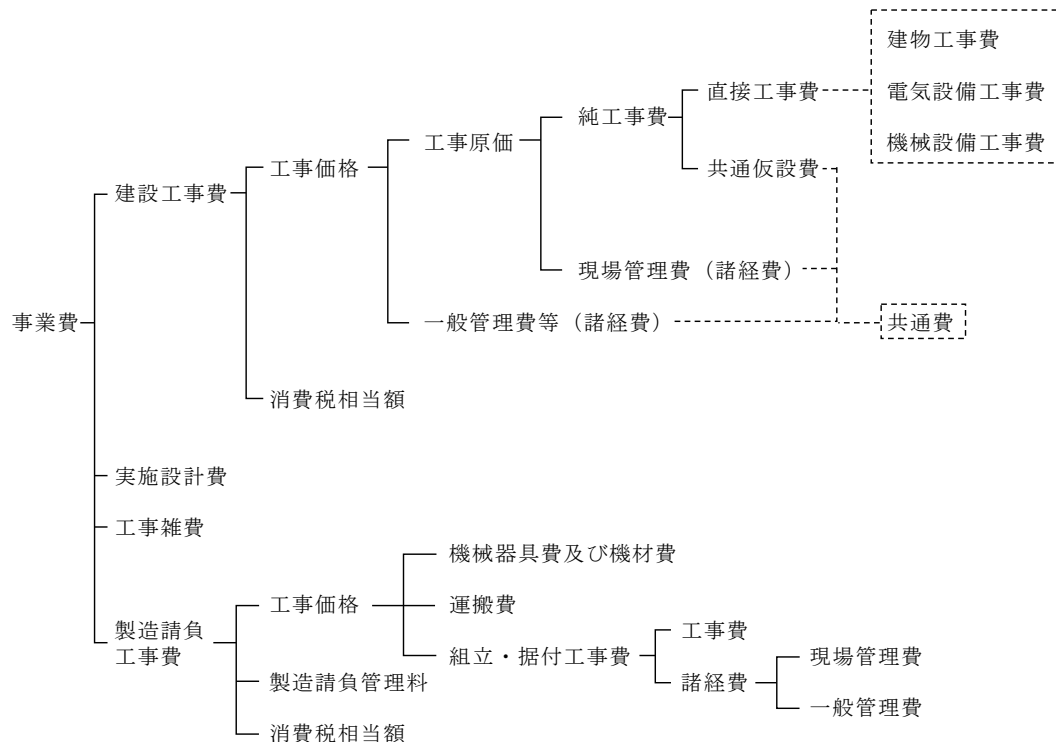 建物工事費
直接工事費
電気設備工事費
純工事費
工事原価
機械設備工事費
工事価格
共通仮設費
建設工事費
現場管理費（諸経費）
事業費
一般管理費等（諸経費）
共通費
消費税相当額
実施設計費
工事雑費
機械器具費及び機材費
工事価格
運搬費
製造請負
工事費
工事費
組立・据付工事費
現場管理費
製造請負管理料
諸経費
一般管理費
消費税相当額